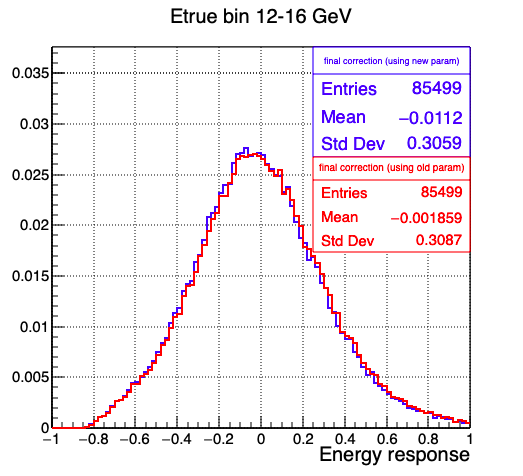 Etrue bin 12-16 GeV
final correction (using new param)
Entries 85499
Mean −0.0112
Std Dev 0.3059
final correction (using old param)
Entries 85499
Mean −0.001859
Std Dev 0.3087
0.035
0.03
0.025
0.02
0.015
0.01
0.005
0
−1 −0.8 −0.6 −0.4 −0.2 0 0.2 0.4 0.6 0.8 1
Energy response